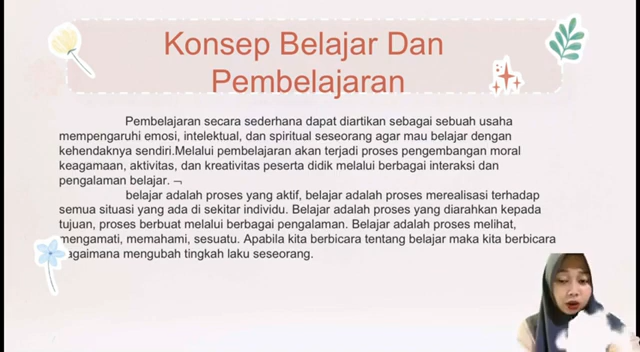 Konsep Belajar Dan
Pembelajaran
Pembelajaran secara sederhana dapat diartikan sebagai sebuah usaha
mempengaruhi emosi, intelektual, dan spiritual seseorang agar mau belajar dengan
kehendaknya sendiri.Melalui pembelajaran akan terjadi proses pengembangan moral
keagamaan, aktivitas, dan kreativitas peserta didik melalui berbagai interaksi dan
pengalaman belajar. ¬
belajar adalah proses yang aktif, belajar adalah proses merealisasi terhadap
semua situasi yang ada di sekitar individu. Belajar adalah proses yang diarahkan kepada
tujuan, proses berbuat melalui berbagai pengalaman. Belajar adalah proses melihat,
mengamati, memahami, sesuatu. Apabila kita berbicara tentang belajar maka kita berbicara
bagaimana mengubah tingkah laku seseorang.